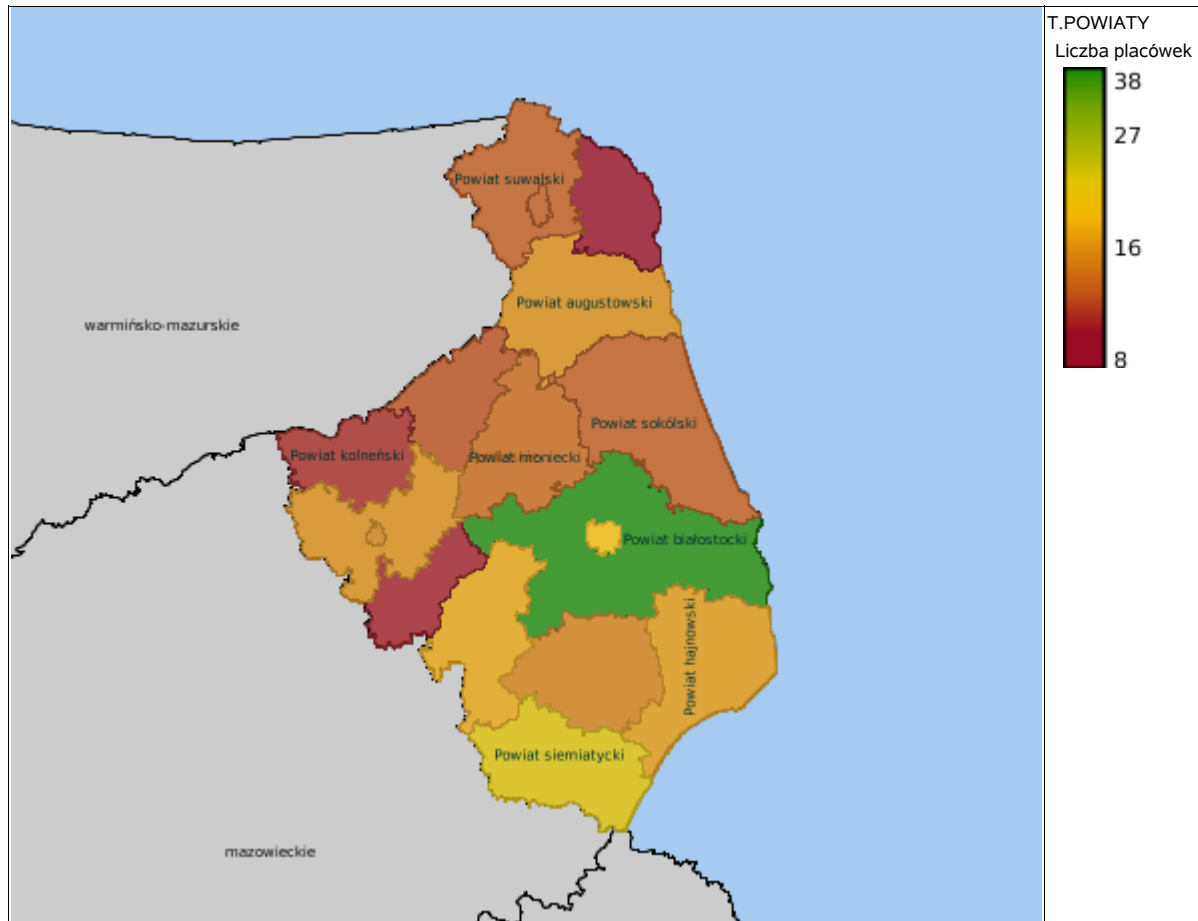 T.POWIATY
Liczba placówek
38
27
16
8
Powiat suwalski
Powiat augustowski
warmińsko-mazurskie
Powiat sokólski
Powiat kolneński
Powiat moniecki
Powiat białostocki
Powiat hajnowski
Powiat siemiatycki
mazowieckie